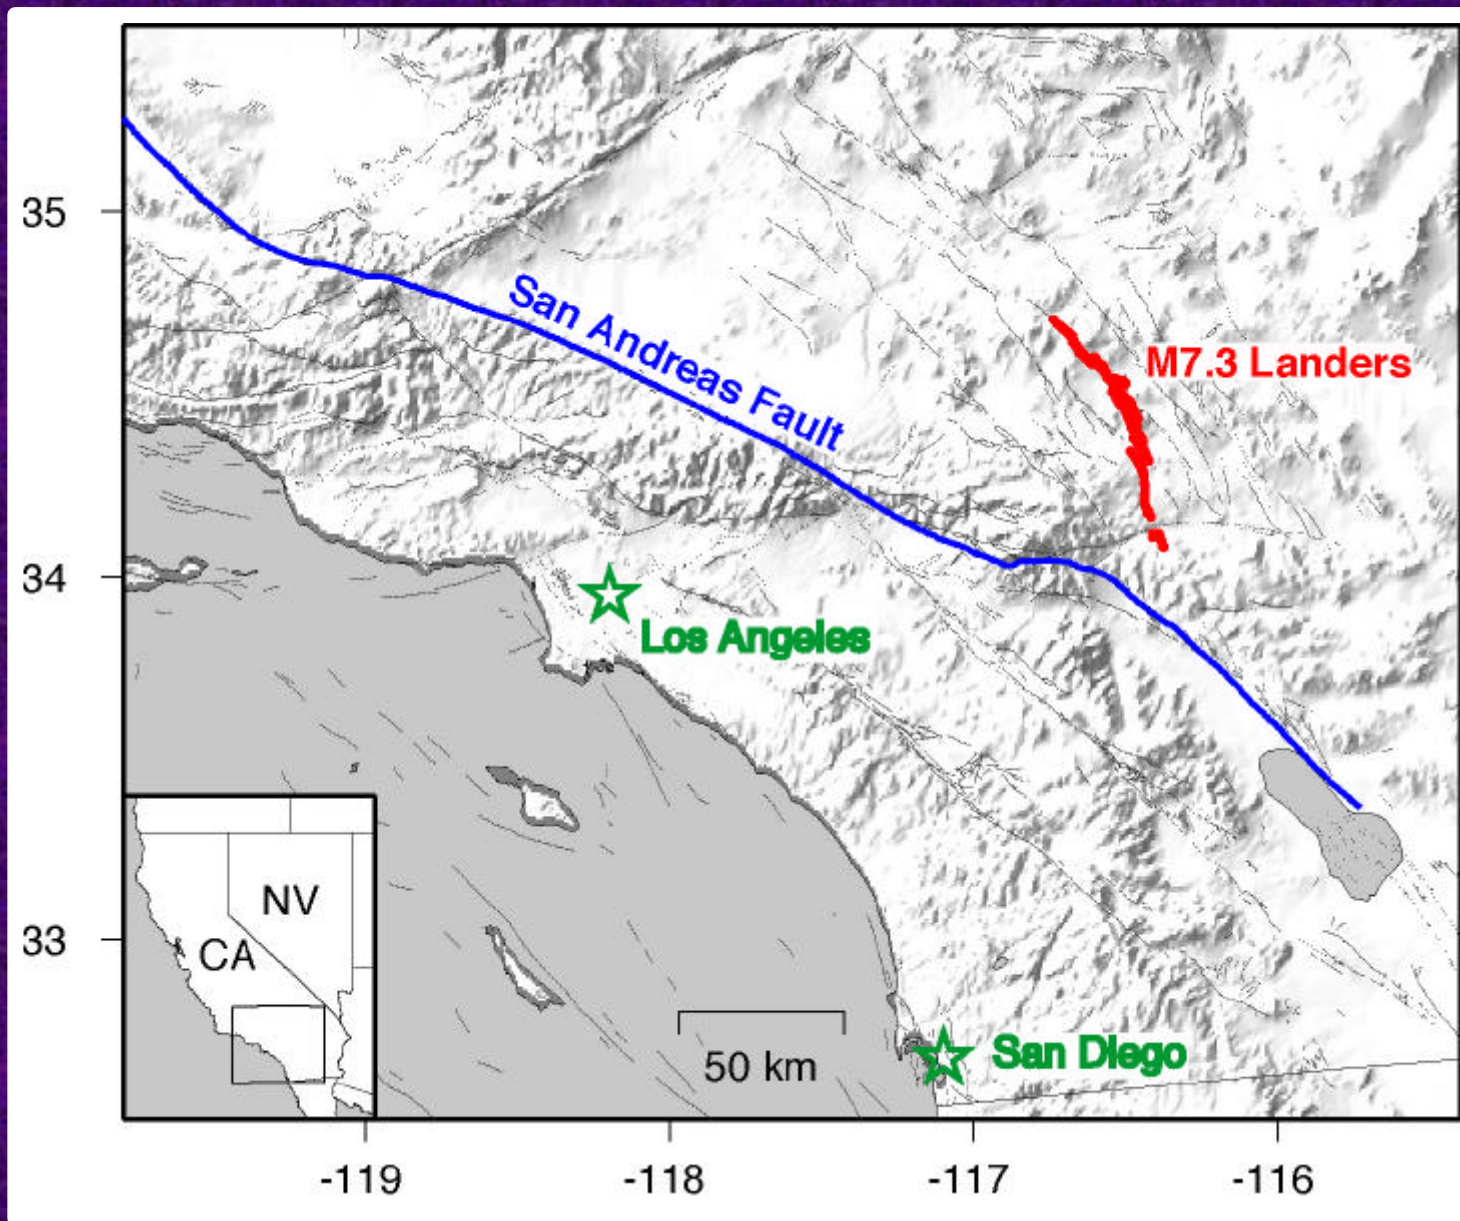 35
San Andreas Fault
M7.3 Landers
34
Los Angeles
NV
CA
33
50 km
San Diego
-119
-118
-117
-116